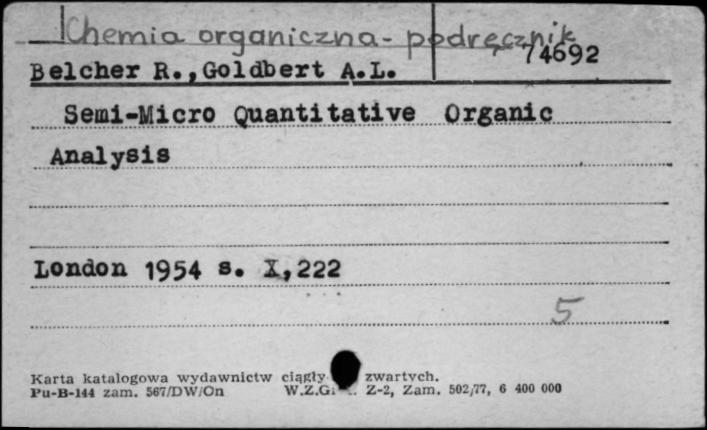 Chemia organiczna - podręcznik
74692
Belcher R., Goldbert A.L.
Semi-Micro Quantitative Organic
Analysis
London 1954 s. X,222
5
Karta katalogowa wydawnictw ciągły zwartych.
Pu-B-144 zam. 567/DW/On W.Z.G Z-2, Zam. 502/77, 6 400 000